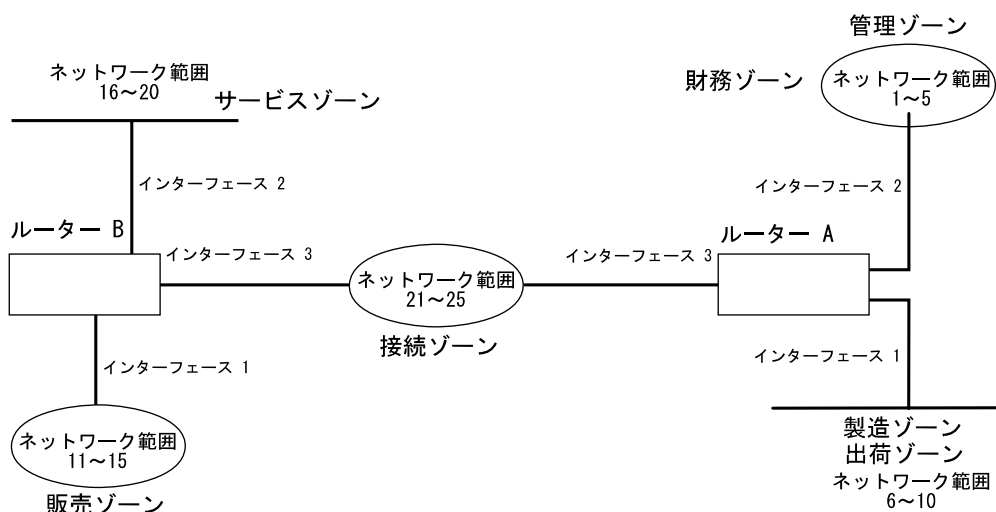 管理ゾーン
ネットワーク範囲
16～20
サービスゾーン
財務ゾーン
ネットワーク範囲
1～5
インターフェース 2
インターフェース 2
ルーター B
ルーター A
インターフェース 3
インターフェース 3
ネットワーク範囲
21～25
接続ゾーン
インターフェース 1
インターフェース 1
ネットワーク範囲
11～15
販売ゾーン
製造ゾーン
出荷ゾーン
ネットワーク範囲
6～10